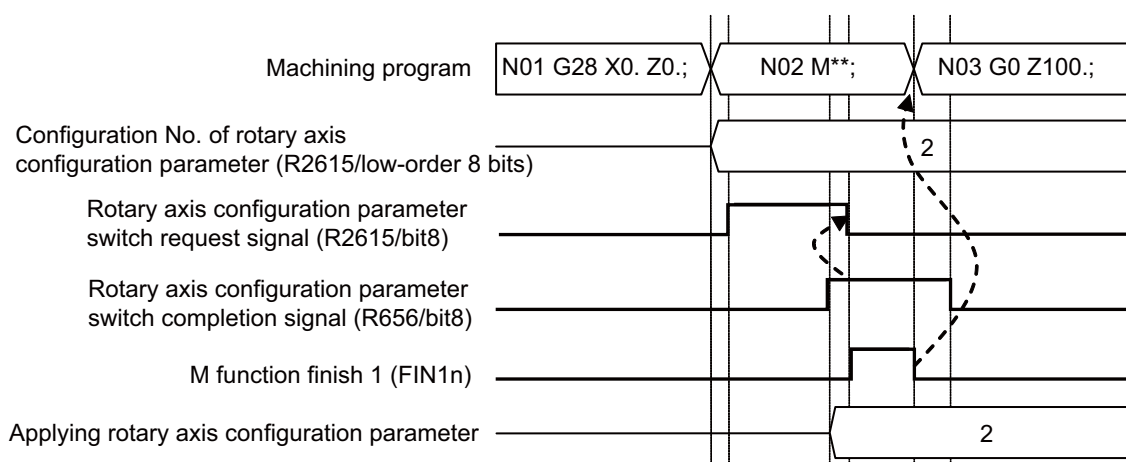 Machining program
N01 G28 X0. Z0.;
N02 M**;
N03 G0 Z100.;
Configuration No. of rotary axis
configuration parameter (R2615/low-order 8 bits)
2
Rotary axis configuration parameter
switch request signal (R2615/bit8)
Rotary axis configuration parameter
switch completion signal (R656/bit8)
M function finish 1 (FIN1n)
Applying rotary axis configuration parameter
2